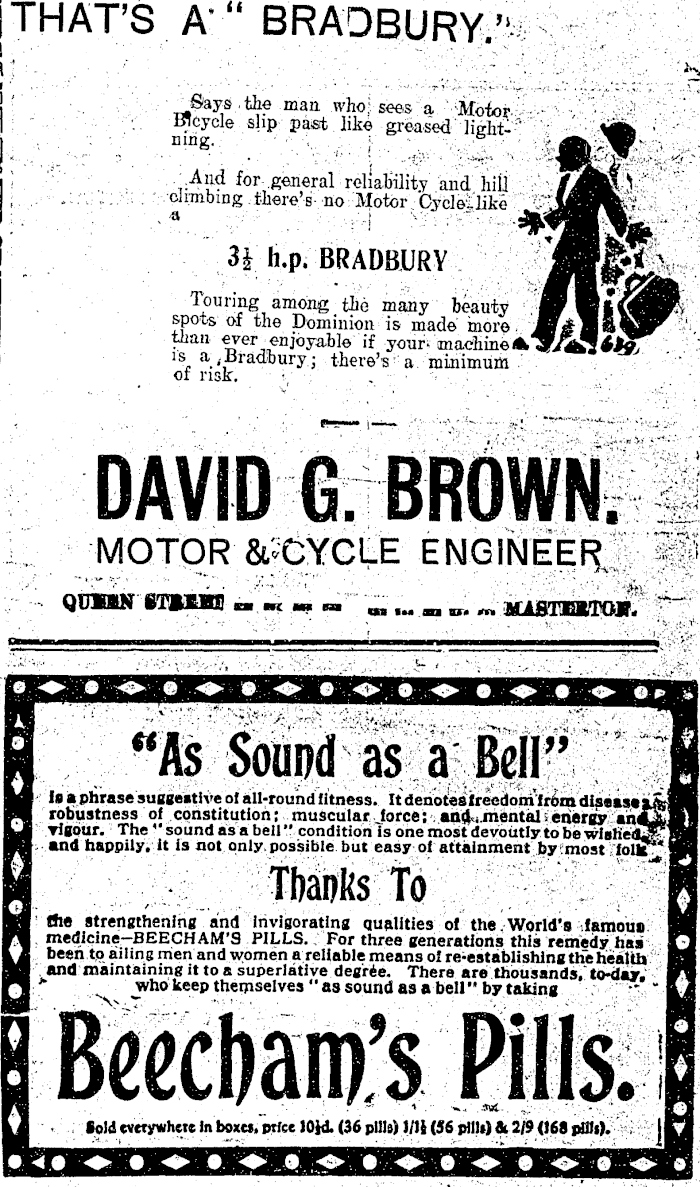 THAT'S A "BRADBURY."
Says the man who sees a Motor
Bicycle slip past like greased light-
ning.
And for general reliability and hill
climbing there's no Motor Cycle like
a
3½ h.p. BRADBURY
Touring among the many beauty
spots of the Dominion is made more
than ever enjoyable if your machine
is a Bradbury; there's a minimum
of risk.
DAVID G. BROWN.
MOTOR & CYCLE ENGINEER
QUEEN STREET MASTERTON.
"As Sound as a Bell"
is a phrase suggestive of all-round fitness. It denotes freedom from disease;
robustness of constitution; muscular force; and mental energy and
vigour. The "sound as a bell" condition is one most devoutly to be wished,
and happily, it is not only possible but easy of attainment by most folk
Thanks To
the strengthening and invigorating qualities of the World's famous
medicine—BEECHAM'S PILLS. For three generations this remedy has
been to ailing men and women a reliable means of re-establishing the health
and maintaining it to a superlative degree. There are thousands, to-day,
who keep themselves "as sound as a bell" by taking
Beecham's Pills.
Sold everywhere in boxes, price 10½d. (36 pills) 1/1½ (56 pills) & 2/9 (168 pills).